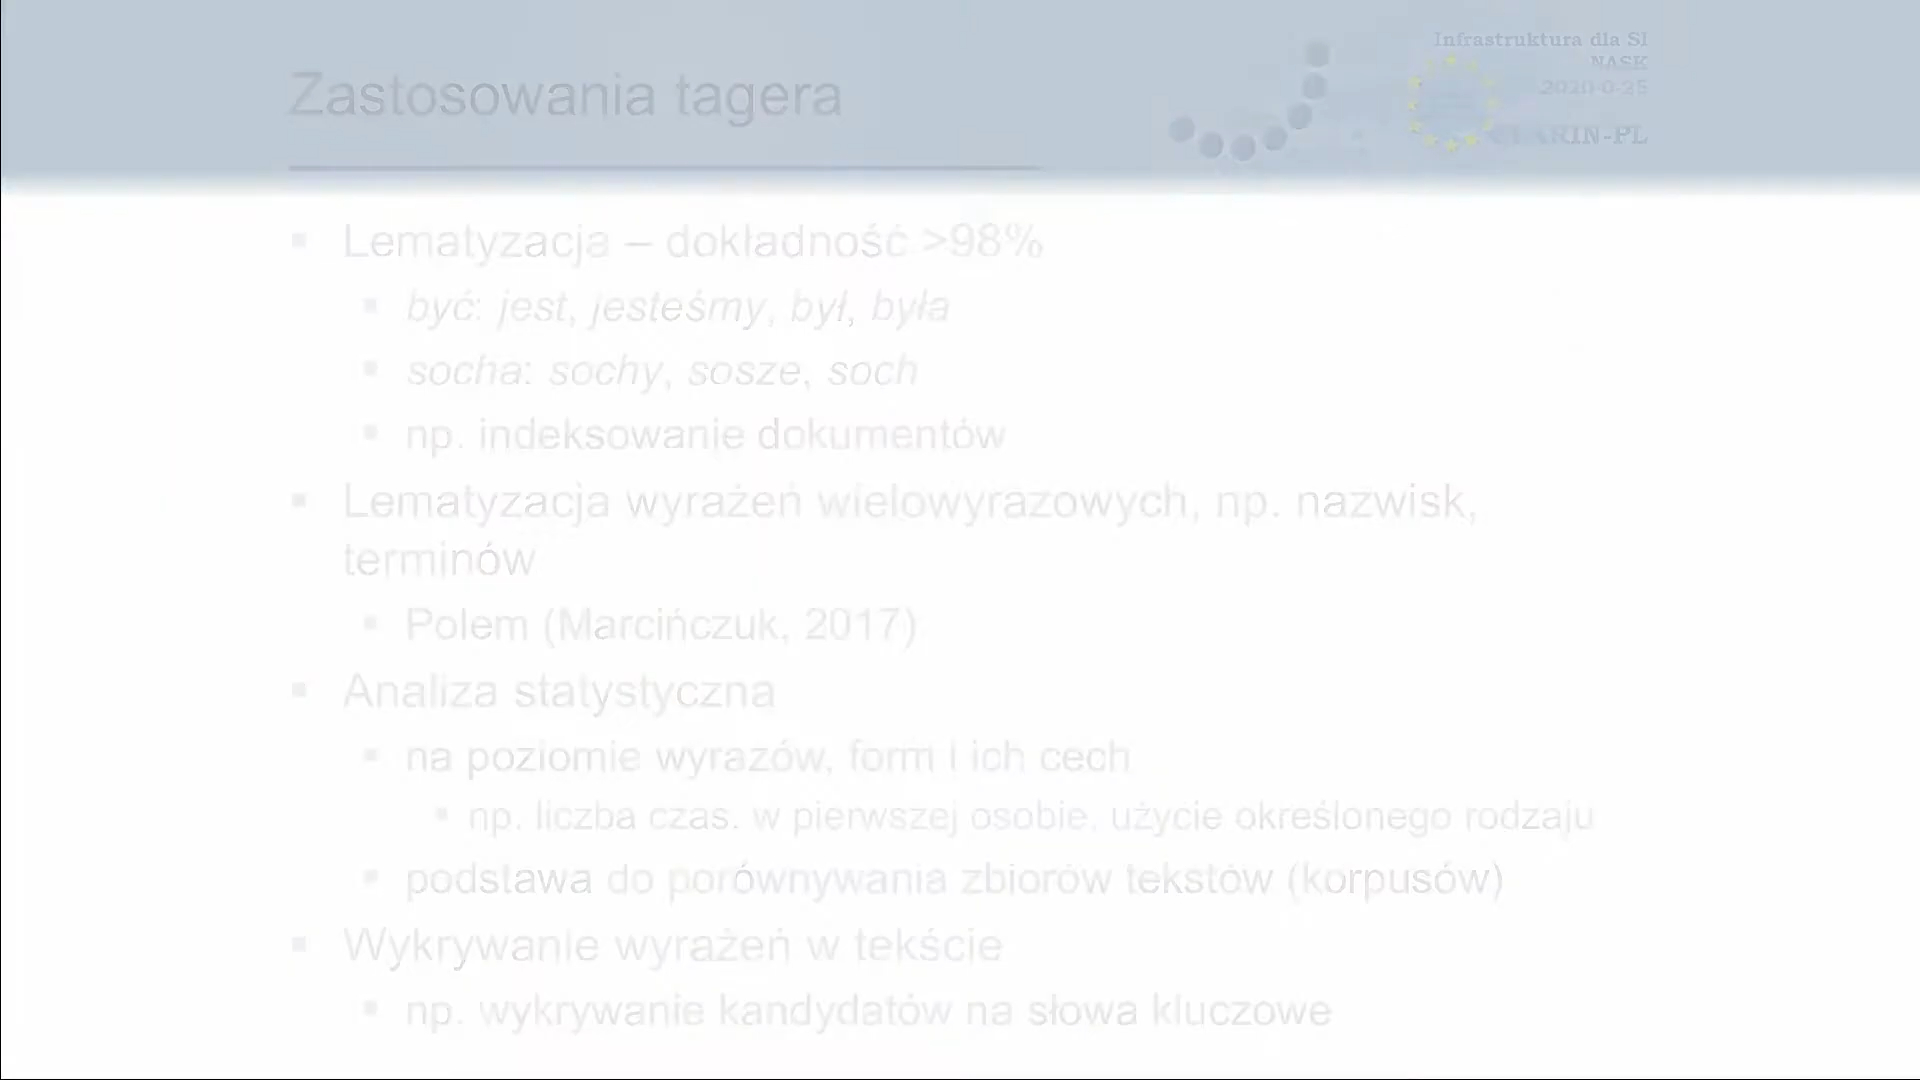 Infrastruktura dla SI
NASK
2020-0-25
CLARIN-PL
Zastosowania tagera
Lematyzacja – dokładność >98%
być: jest, jesteśmy, był, była
socha: sochy, sosze, soch
np. indeksowanie dokumentów
Lematyzacja wyrażeń wielowyrazowych, np. nazwisk,
terminów
Polem (Marcińczuk, 2017)
Analiza statystyczna
na poziomie wyrazów, form i ich cech
np. liczba czas. w pierwszej osobie, użycie określonego rodzaju
podstawa do porównywania zbiorów tekstów (korpusów)
Wykrywanie wyrażeń w tekście
np. wykrywanie kandydatów na słowa kluczowe